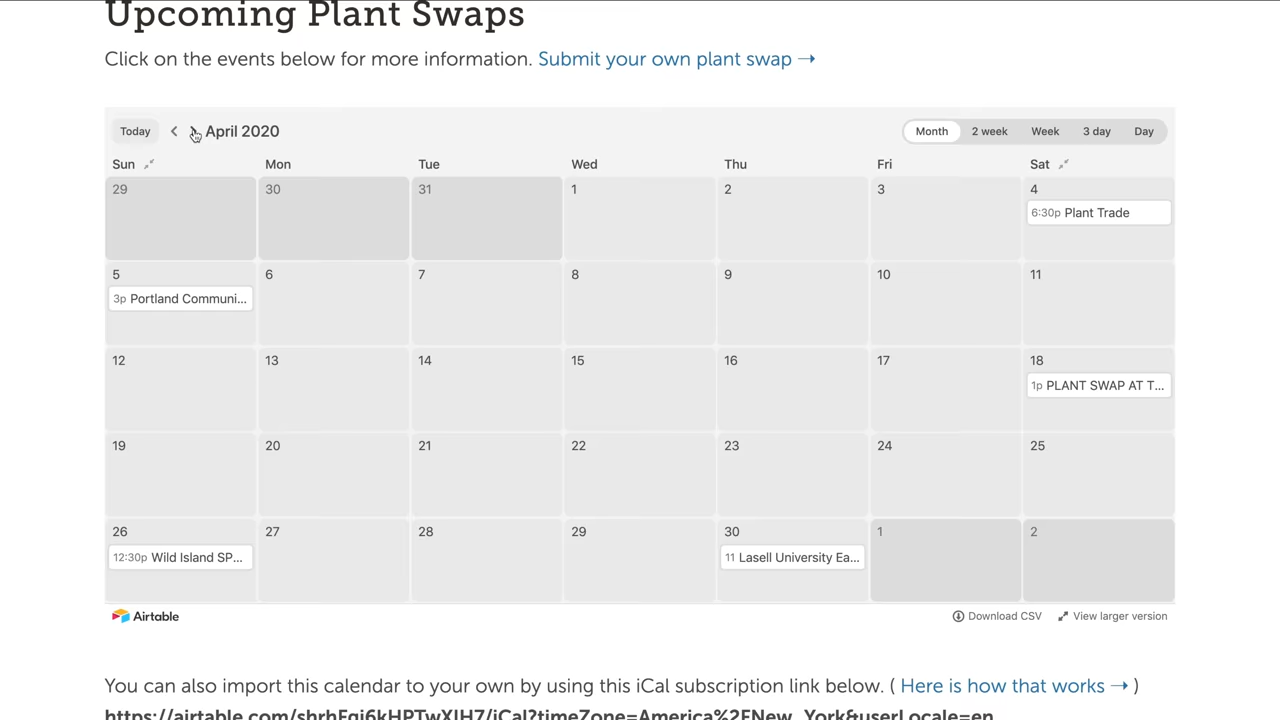 Upcoming Plant Swaps
Click on the events below for more information. Submit your own plant swap →
Today April 2020 Month 2 week Week 3 day Day
Sun Mon Tue Wed Thu Fri Sat
29 30 31 1 2 3 4
6:30p Plant Trade
5 6 7 8 9 10 11
3p Portland Communi...
12 13 14 15 16 17 18
1p PLANT SWAP AT T...
19 20 21 22 23 24 25
26 27 28 29 30 1 2
12:30p Wild Island SP... 11 Lasell University Ea...
Airtable Download CSV View larger version
You can also import this calendar to your own by using this iCal subscription link below. ( Here is how that works → )